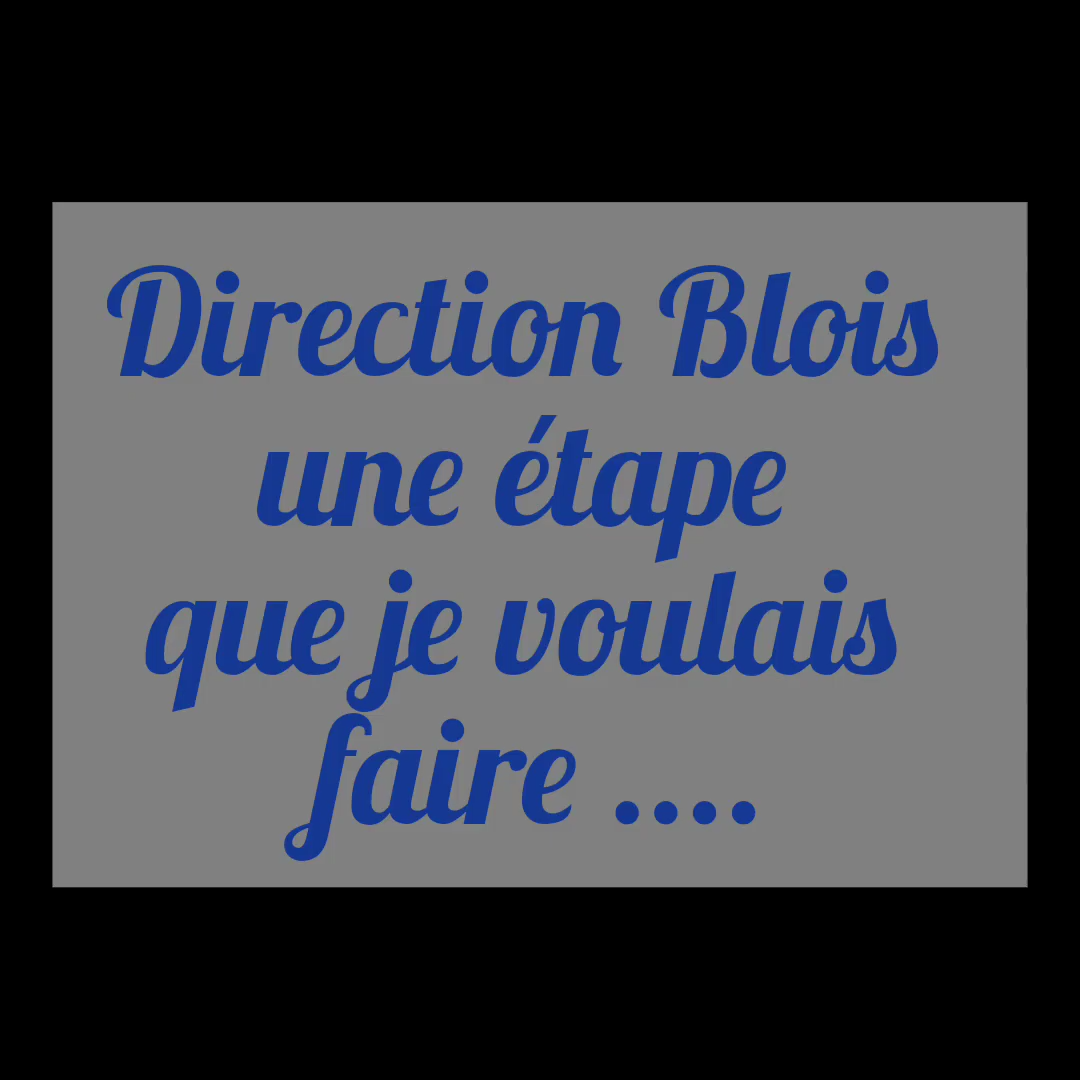 Direction Blois
une étape
que je voulais
faire ....